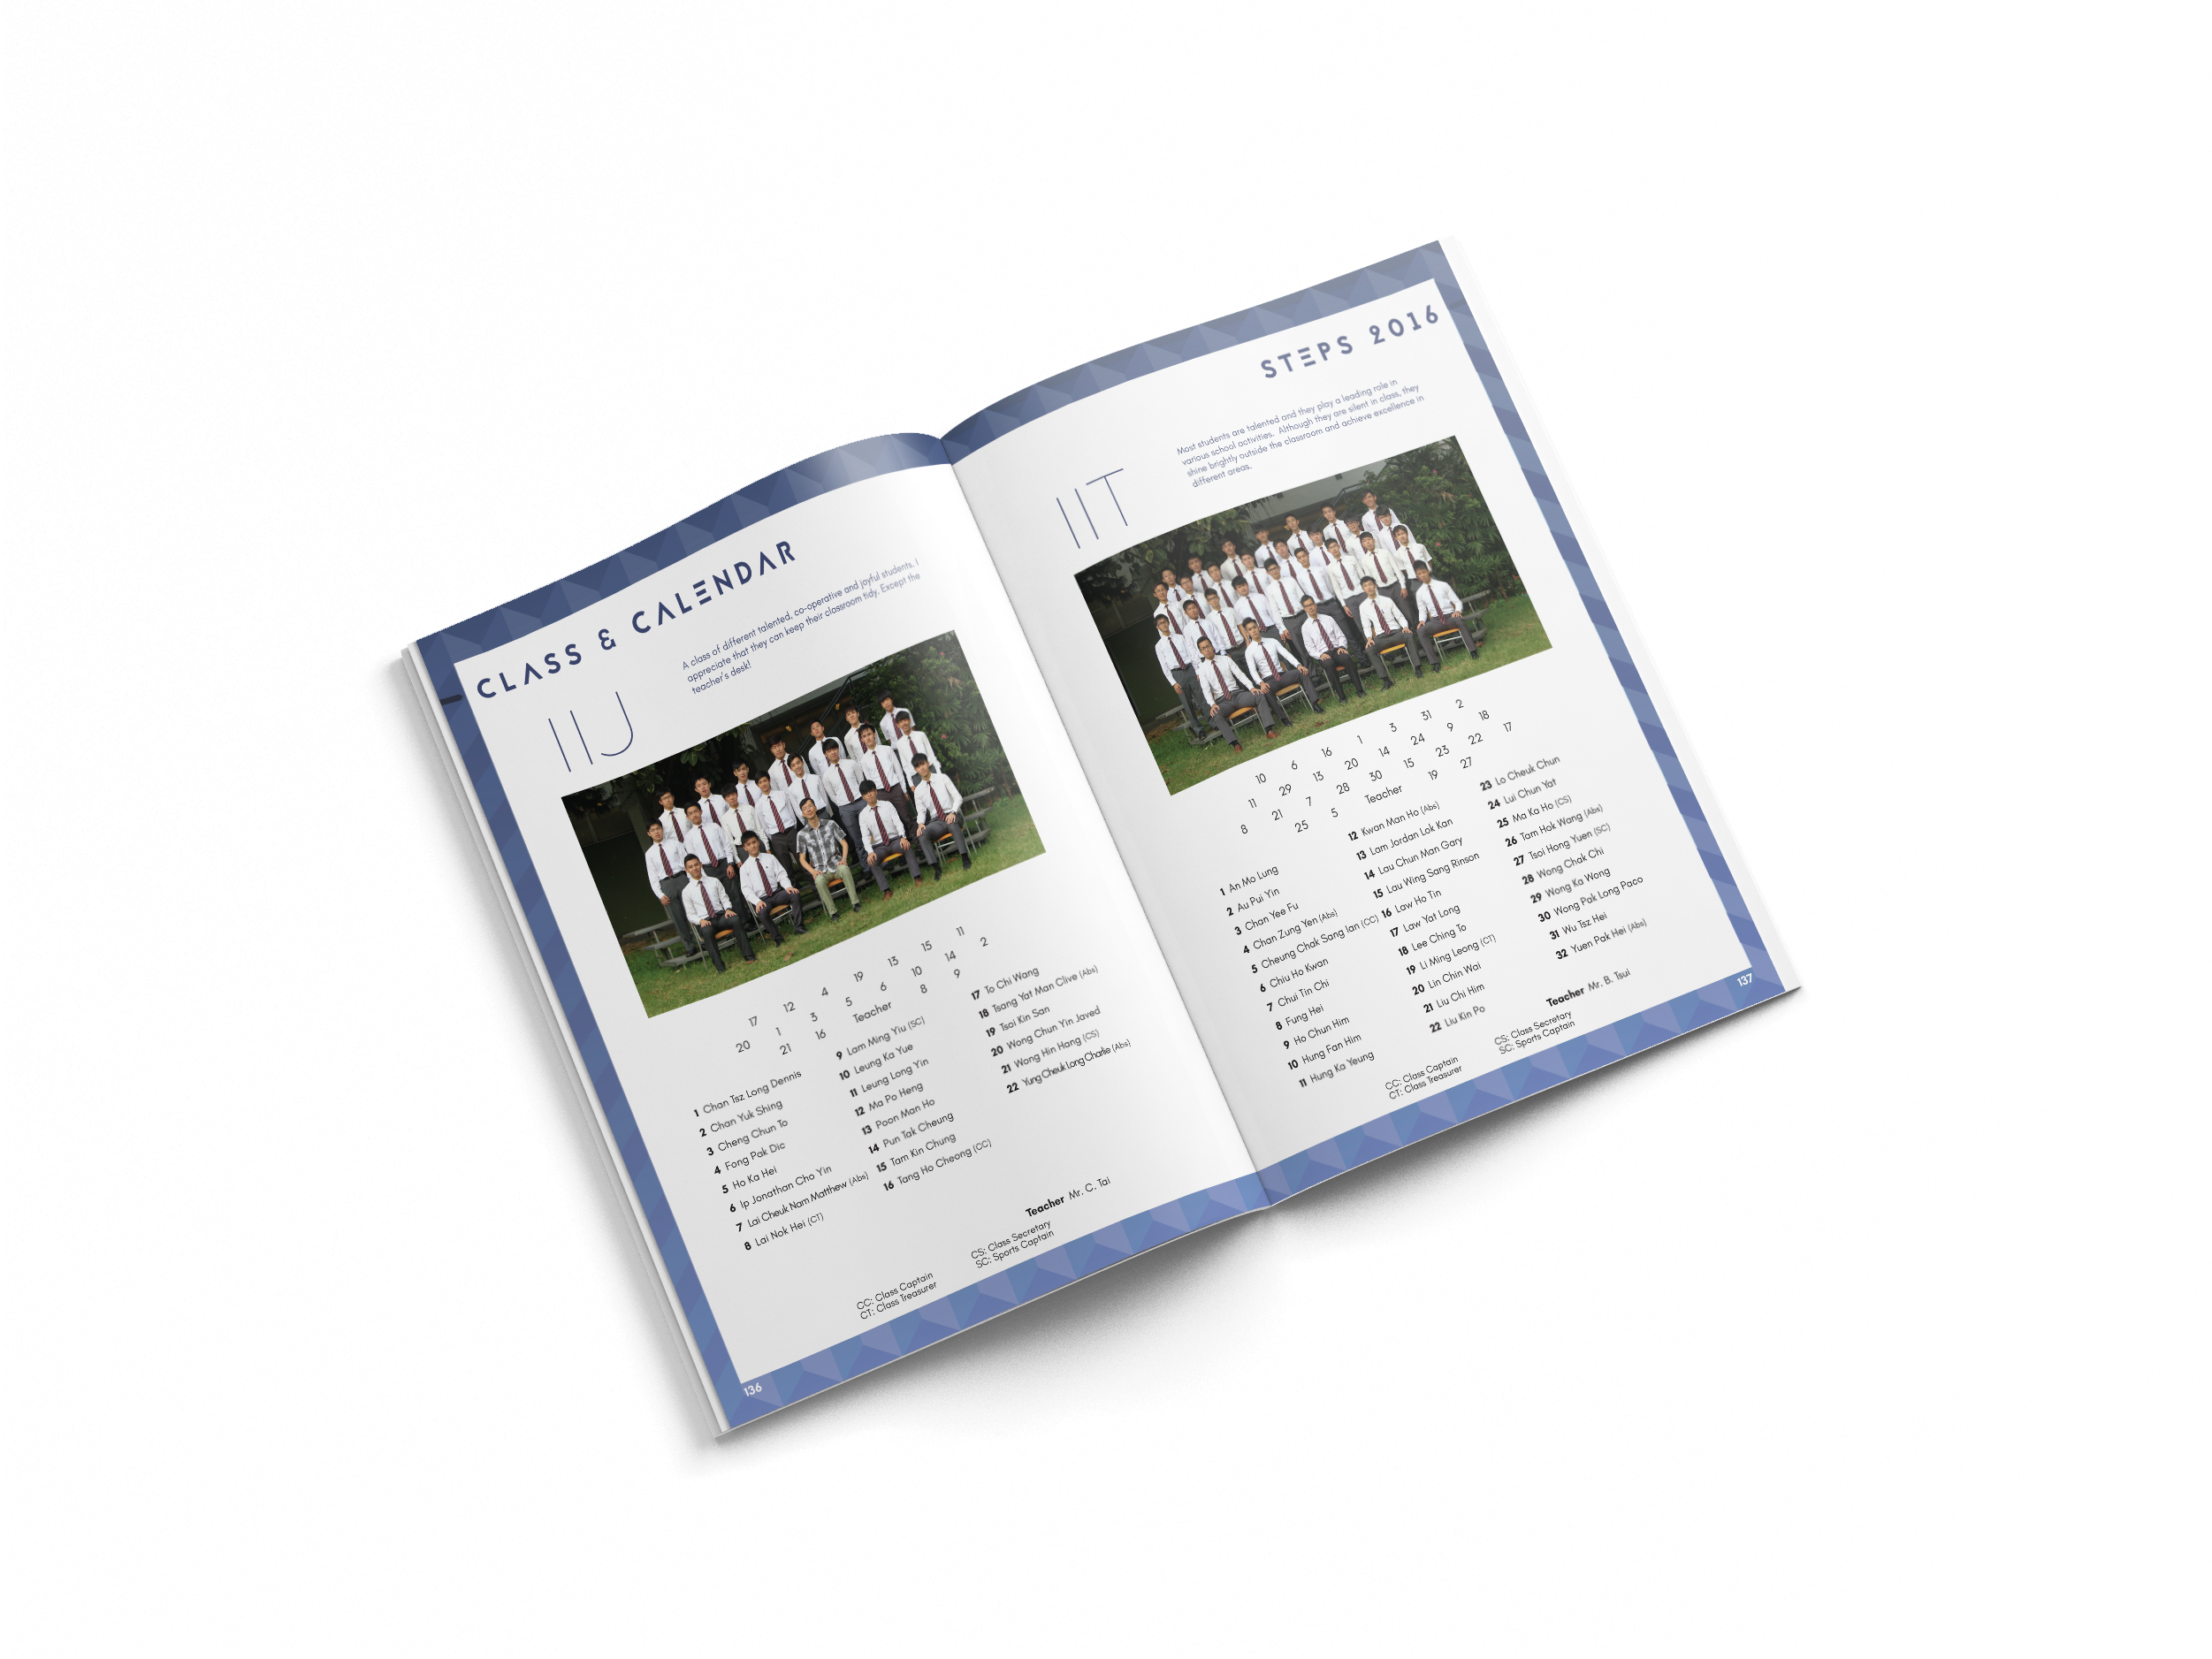 CLASS & CALENDAR
IIJ
A class of different talented, co-operative and joyful students. I
appreciate that they can keep their classroom tidy. Except the
teacher's desk!
17 12 4 19 13 15 11
20 1 3 5 6 10 14 2
21 16 Teacher 8 9
1 Chan Tsz Long Dennis
2 Chan Yuk Shing
3 Cheng Chun To
4 Fong Pak Dic
5 Ho Ka Hei
6 Ip Jonathan Cho Yin
7 Lai Cheuk Nam Matthew (Abs)
8 Lai Nok Hei (CT)
9 Lam Ming Yiu (SC)
10 Leung Ka Yue
11 Leung Long Yin
12 Ma Po Heng
13 Poon Man Ho
14 Pun Tak Cheung
15 Tam Kin Chung
16 Tang Ho Cheong (CC)
17 To Chi Wang
18 Tsang Yat Man Clive (Abs)
19 Tsoi Kin San
20 Wong Chun Yin Javed
21 Wong Hin Hang (CS)
22 Yung Cheuk Long Charlie (Abs)
Teacher Mr. C. Tai
CC: Class Captain
CT: Class Treasurer
CS: Class Secretary
SC: Sports Captain
136
STEPS 2016
IIT
Most students are talented and they play a leading role in
various school activities. Although they are silent in class, they
shine brightly outside the classroom and achieve excellence in
different areas.
10 6 16 1 3 31 2
11 29 13 20 14 24 9 18
8 21 7 28 30 15 23 22 17
25 5 Teacher 19 27
1 An Mo Lung
2 Au Pui Yin
3 Chan Yee Fu
4 Chan Zung Yen (Abs)
5 Cheung Chak Sang Ian (CC)
6 Chiu Ho Kwan
7 Chui Tin Chi
8 Fung Hei
9 Ho Chun Him
10 Hung Fan Him
11 Hung Ka Yeung
12 Kwan Man Ho (Abs)
13 Lam Jordan Lok Kan
14 Lau Chun Man Gary
15 Lau Wing Sang Rinson
16 Law Ho Tin
17 Law Yat Long
18 Lee Ching To
19 Li Ming Leong (CT)
20 Lin Chin Wai
21 Liu Chi Him
22 Liu Kin Po
23 Lo Cheuk Chun
24 Lui Chun Yat
25 Ma Ka Ho (CS)
26 Tam Hok Wang (Abs)
27 Tsoi Hong Yuen (SC)
28 Wong Chak Chi
29 Wong Ka Wong
30 Wong Pak Long Paco
31 Wu Tsz Hei
32 Yuen Pak Hei (Abs)
Teacher Mr. B. Tsui
CC: Class Captain
CT: Class Treasurer
CS: Class Secretary
SC: Sports Captain
137